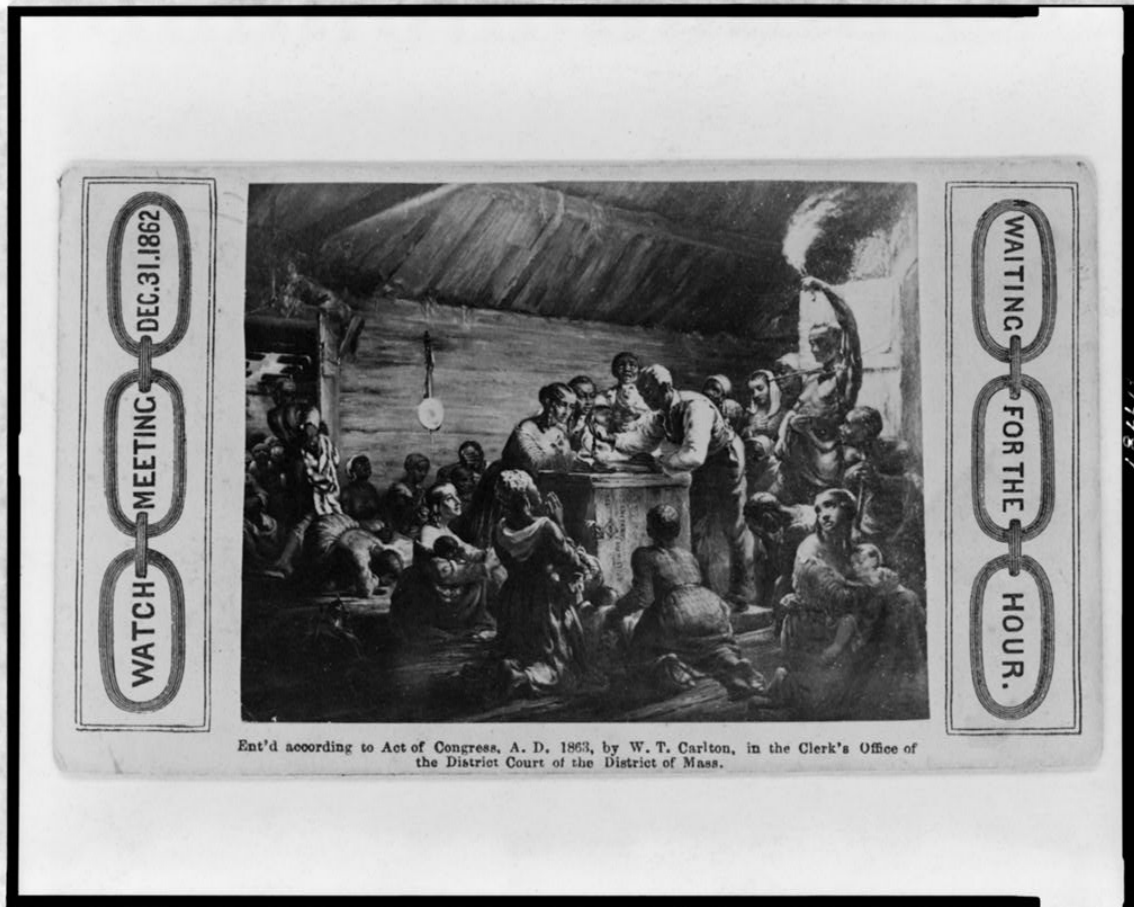 WATCH MEETING DEC.31.1862
WAITING FOR THE HOUR.
Ent'd according to Act of Congress, A. D. 1863, by W. T. Carlton, in the Clerk's Office of
the District Court of the District of Mass.